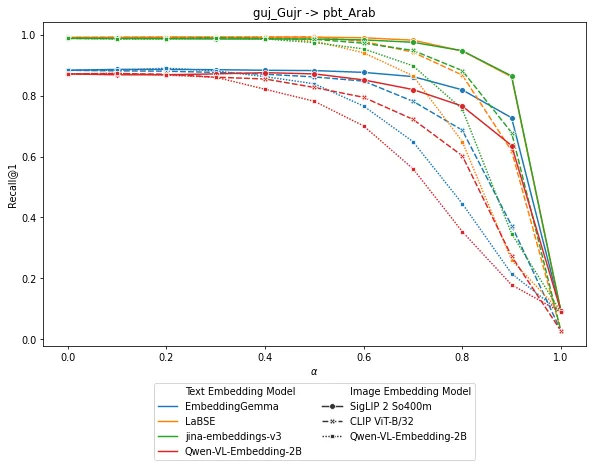 guj_Gujr -> pbt_Arab
Recall@1
1.0
0.8
0.6
0.4
0.2
0.0
0.0 0.2 0.4 0.6 0.8 1.0
α
Text Embedding Model
EmbeddingGemma
LaBSE
jina-embeddings-v3
Qwen-VL-Embedding-2B
Image Embedding Model
SigLIP 2 So400m
CLIP ViT-B/32
Qwen-VL-Embedding-2B